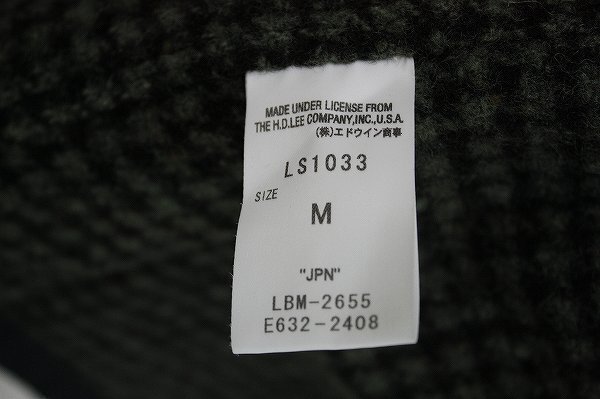 MADE UNDER LICENSE FROM
THE H.D.LEE COMPANY,INC.,U.S.A.
(株)エドウイン商事
LS1033
SIZE
M
"JPN"
LBM-2655
E632-2408